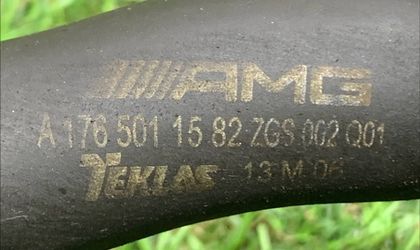 AMG
A 176 501 15 82 ZGS 002 Q01
TEKLAS 13 M 06